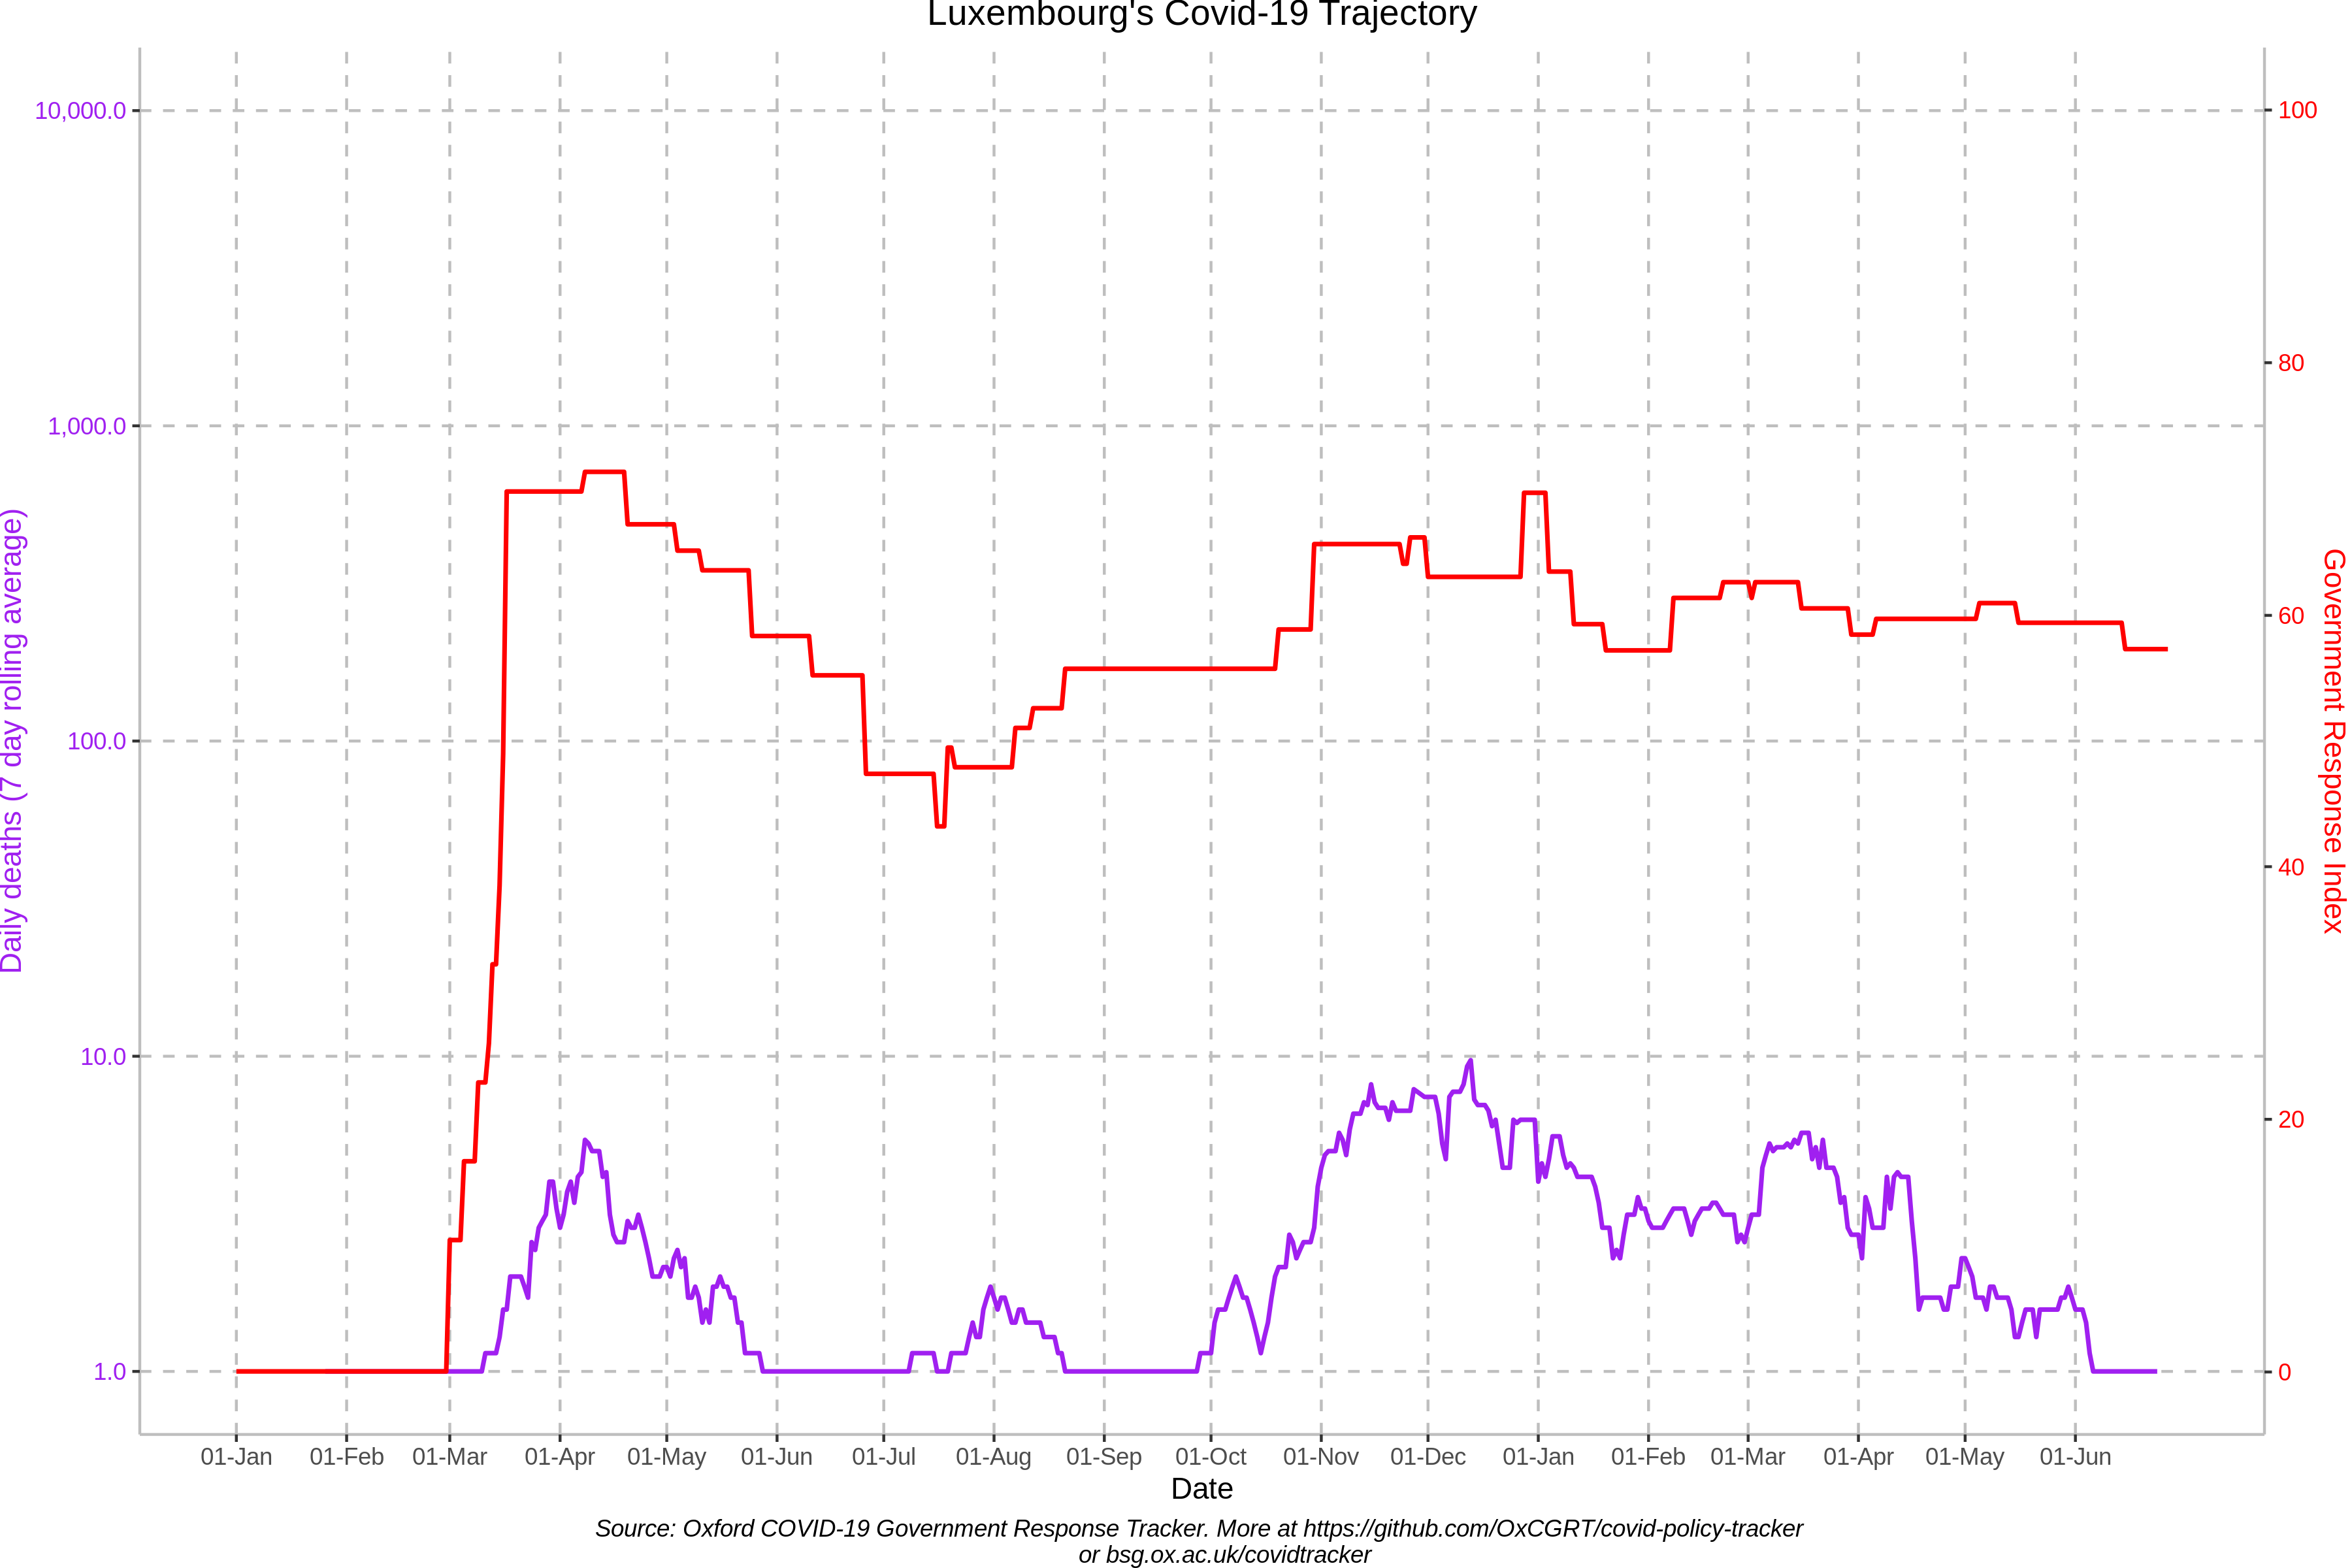 Luxembourg's Covid-19 Trajectory
10,000.0
1,000.0
100.0
10.0
1.0
Daily deaths (7 day rolling average)
100
80
60
40
20
0
Government Response Index
01-Jan 01-Feb 01-Mar 01-Apr 01-May 01-Jun 01-Jul 01-Aug 01-Sep 01-Oct 01-Nov 01-Dec 01-Jan 01-Feb 01-Mar 01-Apr 01-May 01-Jun
Date
Source: Oxford COVID-19 Government Response Tracker. More at https://github.com/OxCGRT/covid-policy-tracker
or bsg.ox.ac.uk/covidtracker